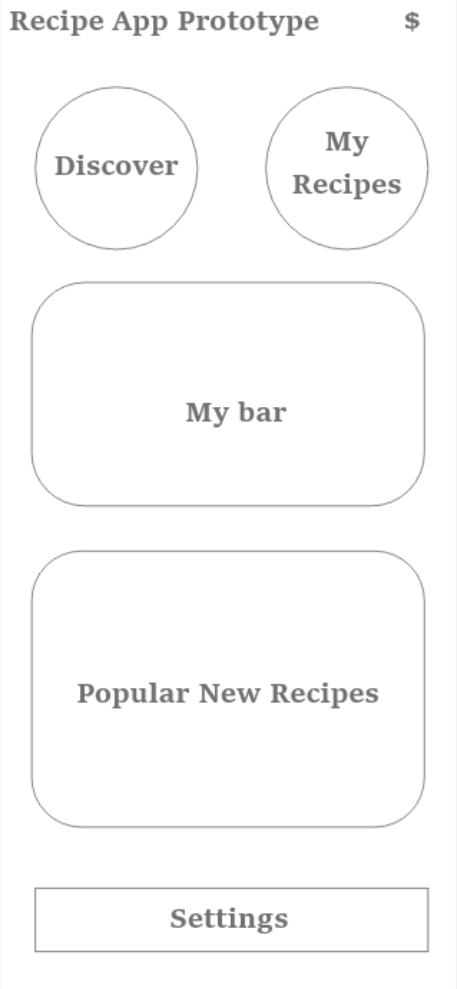 Recipe App Prototype $
Discover
My
Recipes
My bar
Popular New Recipes
Settings